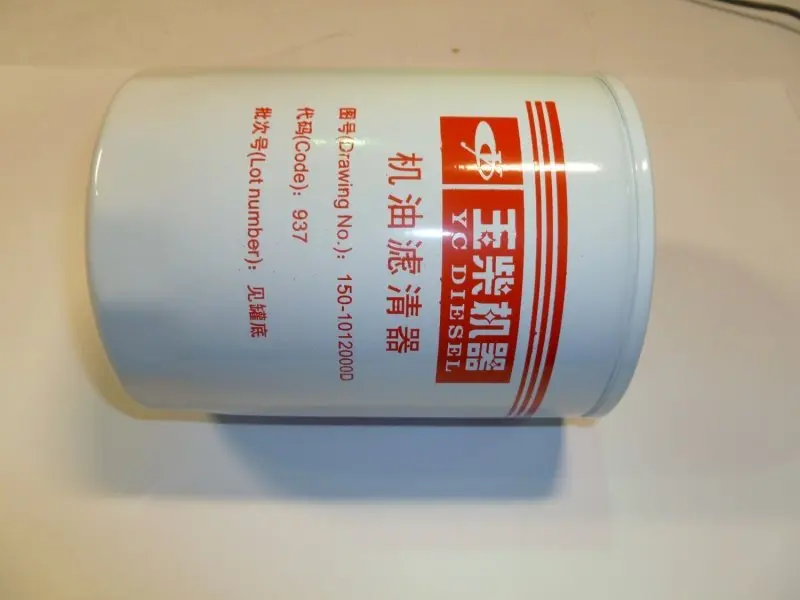 玉柴机器
YC DIESEL
机油滤清器
图号(Drawing No.): 150-1012000D
代码(Code): 937
批次号(Lot number): 见罐底